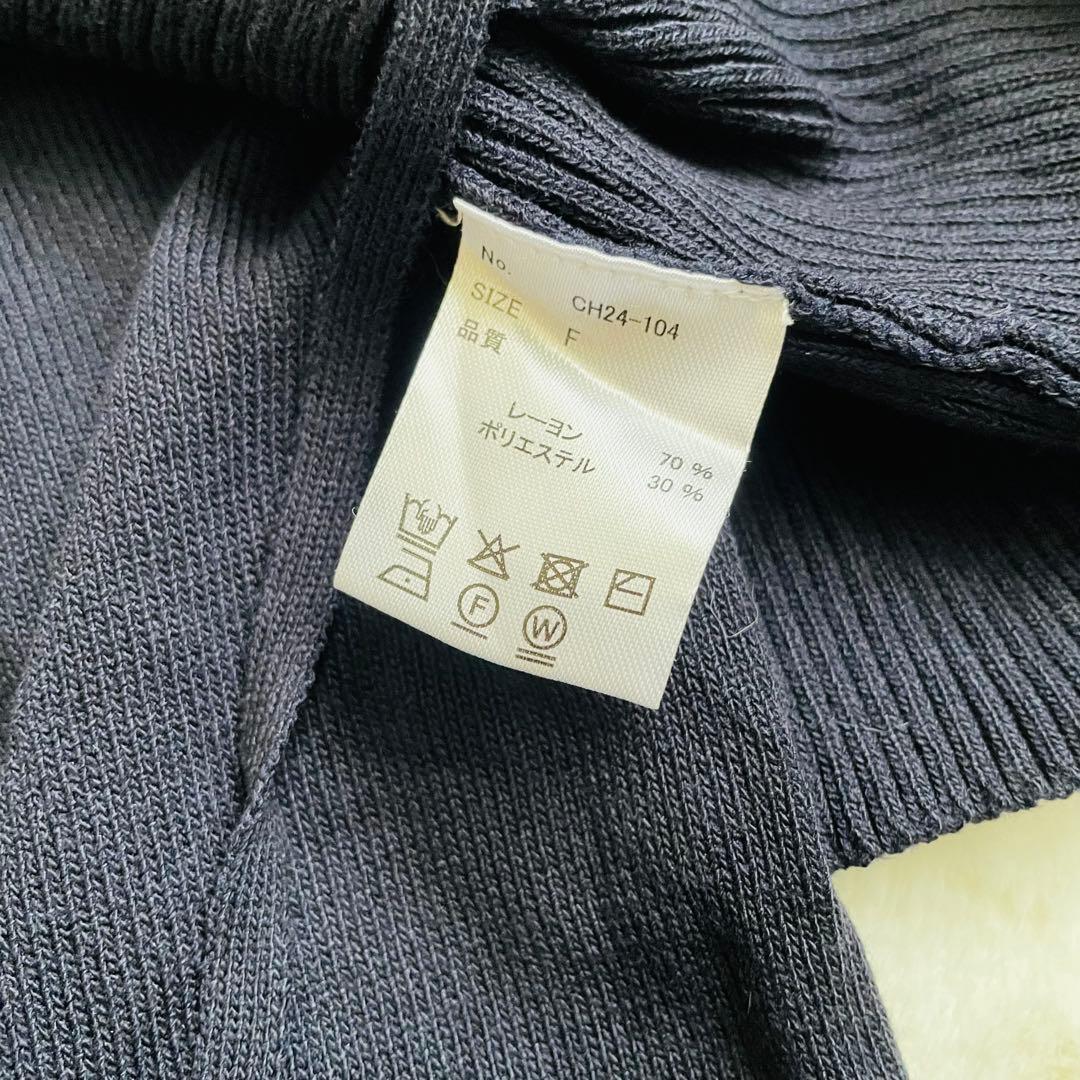 No. CH24-104
SIZE F
品質
レーヨン 70 %
ポリエステル 30 %
F W